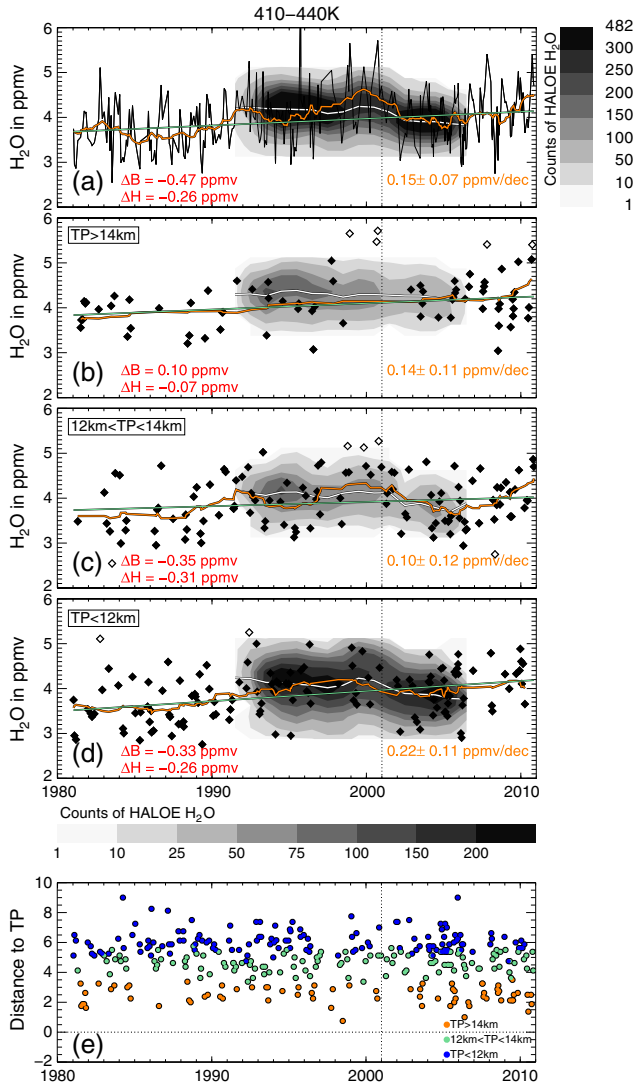 410−440K
H2O in ppmv
6
5
4
3
2
(a)
ΔB = −0.47 ppmv
ΔH = −0.26 ppmv
0.15± 0.07 ppmv/dec
Counts of HALOE H2O
482
300
250
200
150
100
50
10
1
H2O in ppmv
6
5
4
3
2
TP>14km
(b)
ΔB = 0.10 ppmv
ΔH = −0.07 ppmv
0.14± 0.11 ppmv/dec
H2O in ppmv
6
5
4
3
2
12km<TP<14km
(c)
ΔB = −0.35 ppmv
ΔH = −0.31 ppmv
0.10± 0.12 ppmv/dec
H2O in ppmv
6
5
4
3
2
TP<12km
(d)
ΔB = −0.33 ppmv
ΔH = −0.26 ppmv
0.22± 0.11 ppmv/dec
1980 1990 2000 2010
Counts of HALOE H2O
1 10 25 50 75 100 150 200
Distance to TP
10
8
6
4
2
0
−2
(e)
TP>14km
12km<TP<14km
TP<12km
1980 1990 2000 2010